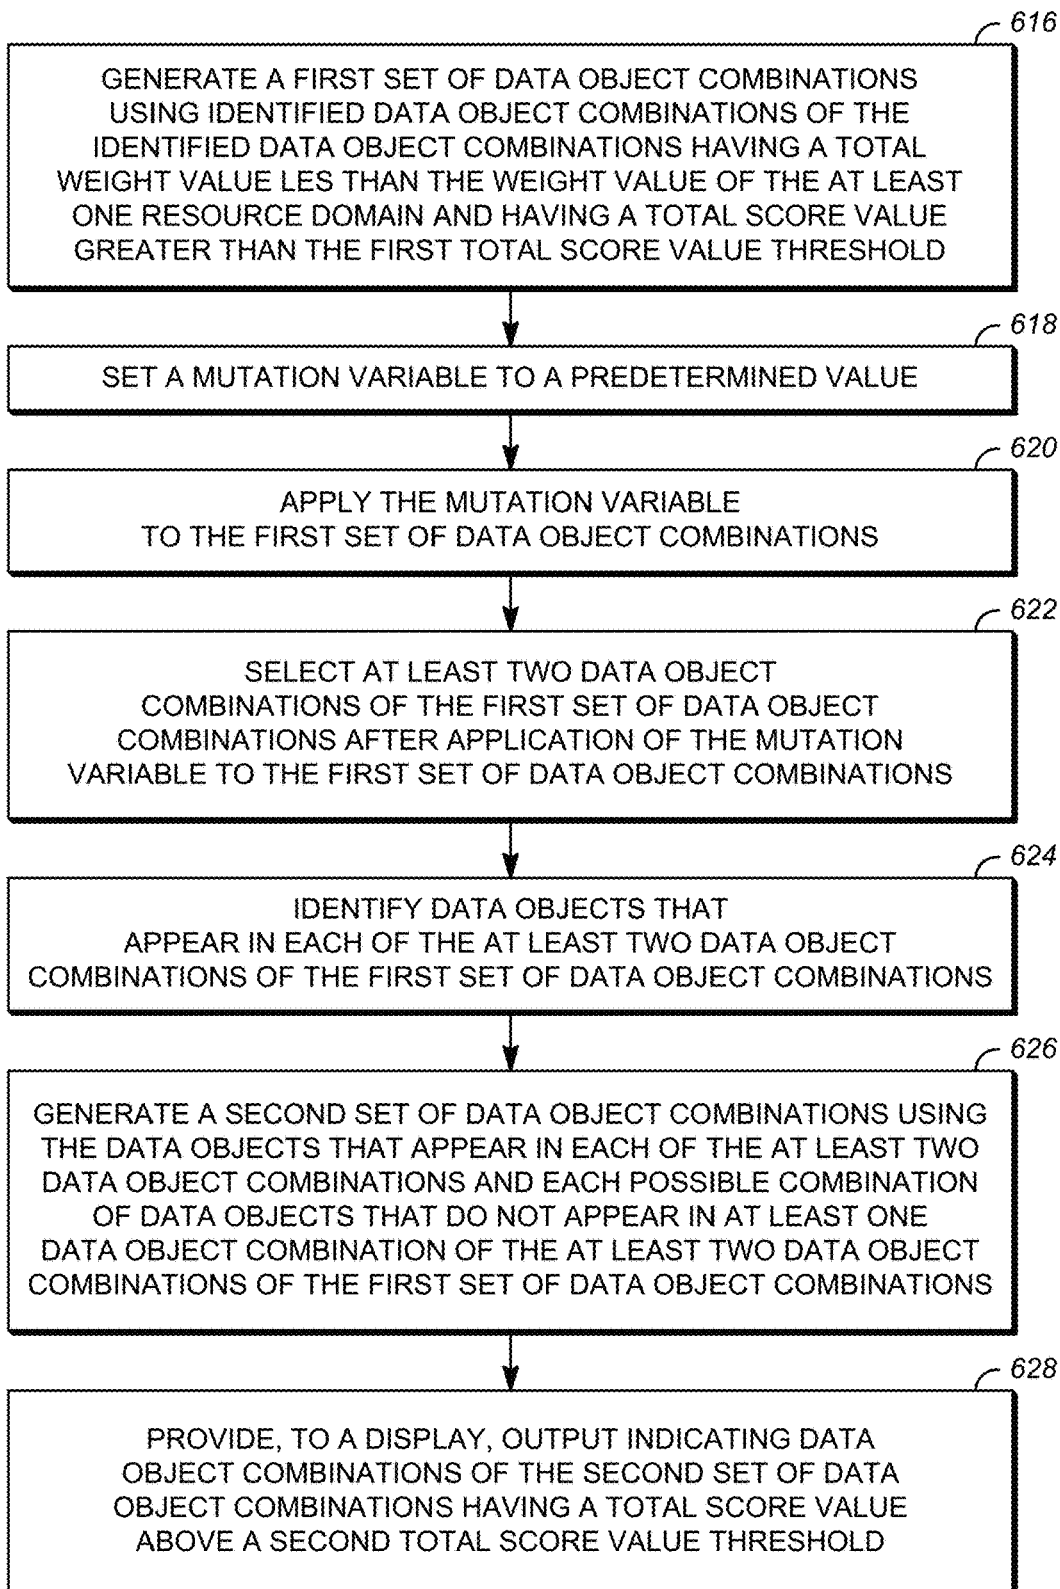 616
GENERATE A FIRST SET OF DATA OBJECT COMBINATIONS
USING IDENTIFIED DATA OBJECT COMBINATIONS OF THE
IDENTIFIED DATA OBJECT COMBINATIONS HAVING A TOTAL
WEIGHT VALUE LES THAN THE WEIGHT VALUE OF THE AT LEAST
ONE RESOURCE DOMAIN AND HAVING A TOTAL SCORE VALUE
GREATER THAN THE FIRST TOTAL SCORE VALUE THRESHOLD
618
SET A MUTATION VARIABLE TO A PREDETERMINED VALUE
620
APPLY THE MUTATION VARIABLE
TO THE FIRST SET OF DATA OBJECT COMBINATIONS
622
SELECT AT LEAST TWO DATA OBJECT
COMBINATIONS OF THE FIRST SET OF DATA OBJECT
COMBINATIONS AFTER APPLICATION OF THE MUTATION
VARIABLE TO THE FIRST SET OF DATA OBJECT COMBINATIONS
624
IDENTIFY DATA OBJECTS THAT
APPEAR IN EACH OF THE AT LEAST TWO DATA OBJECT
COMBINATIONS OF THE FIRST SET OF DATA OBJECT COMBINATIONS
626
GENERATE A SECOND SET OF DATA OBJECT COMBINATIONS USING
THE DATA OBJECTS THAT APPEAR IN EACH OF THE AT LEAST TWO
DATA OBJECT COMBINATIONS AND EACH POSSIBLE COMBINATION
OF DATA OBJECTS THAT DO NOT APPEAR IN AT LEAST ONE
DATA OBJECT COMBINATION OF THE AT LEAST TWO DATA OBJECT
COMBINATIONS OF THE FIRST SET OF DATA OBJECT COMBINATIONS
628
PROVIDE, TO A DISPLAY, OUTPUT INDICATING DATA
OBJECT COMBINATIONS OF THE SECOND SET OF DATA
OBJECT COMBINATIONS HAVING A TOTAL SCORE VALUE
ABOVE A SECOND TOTAL SCORE VALUE THRESHOLD